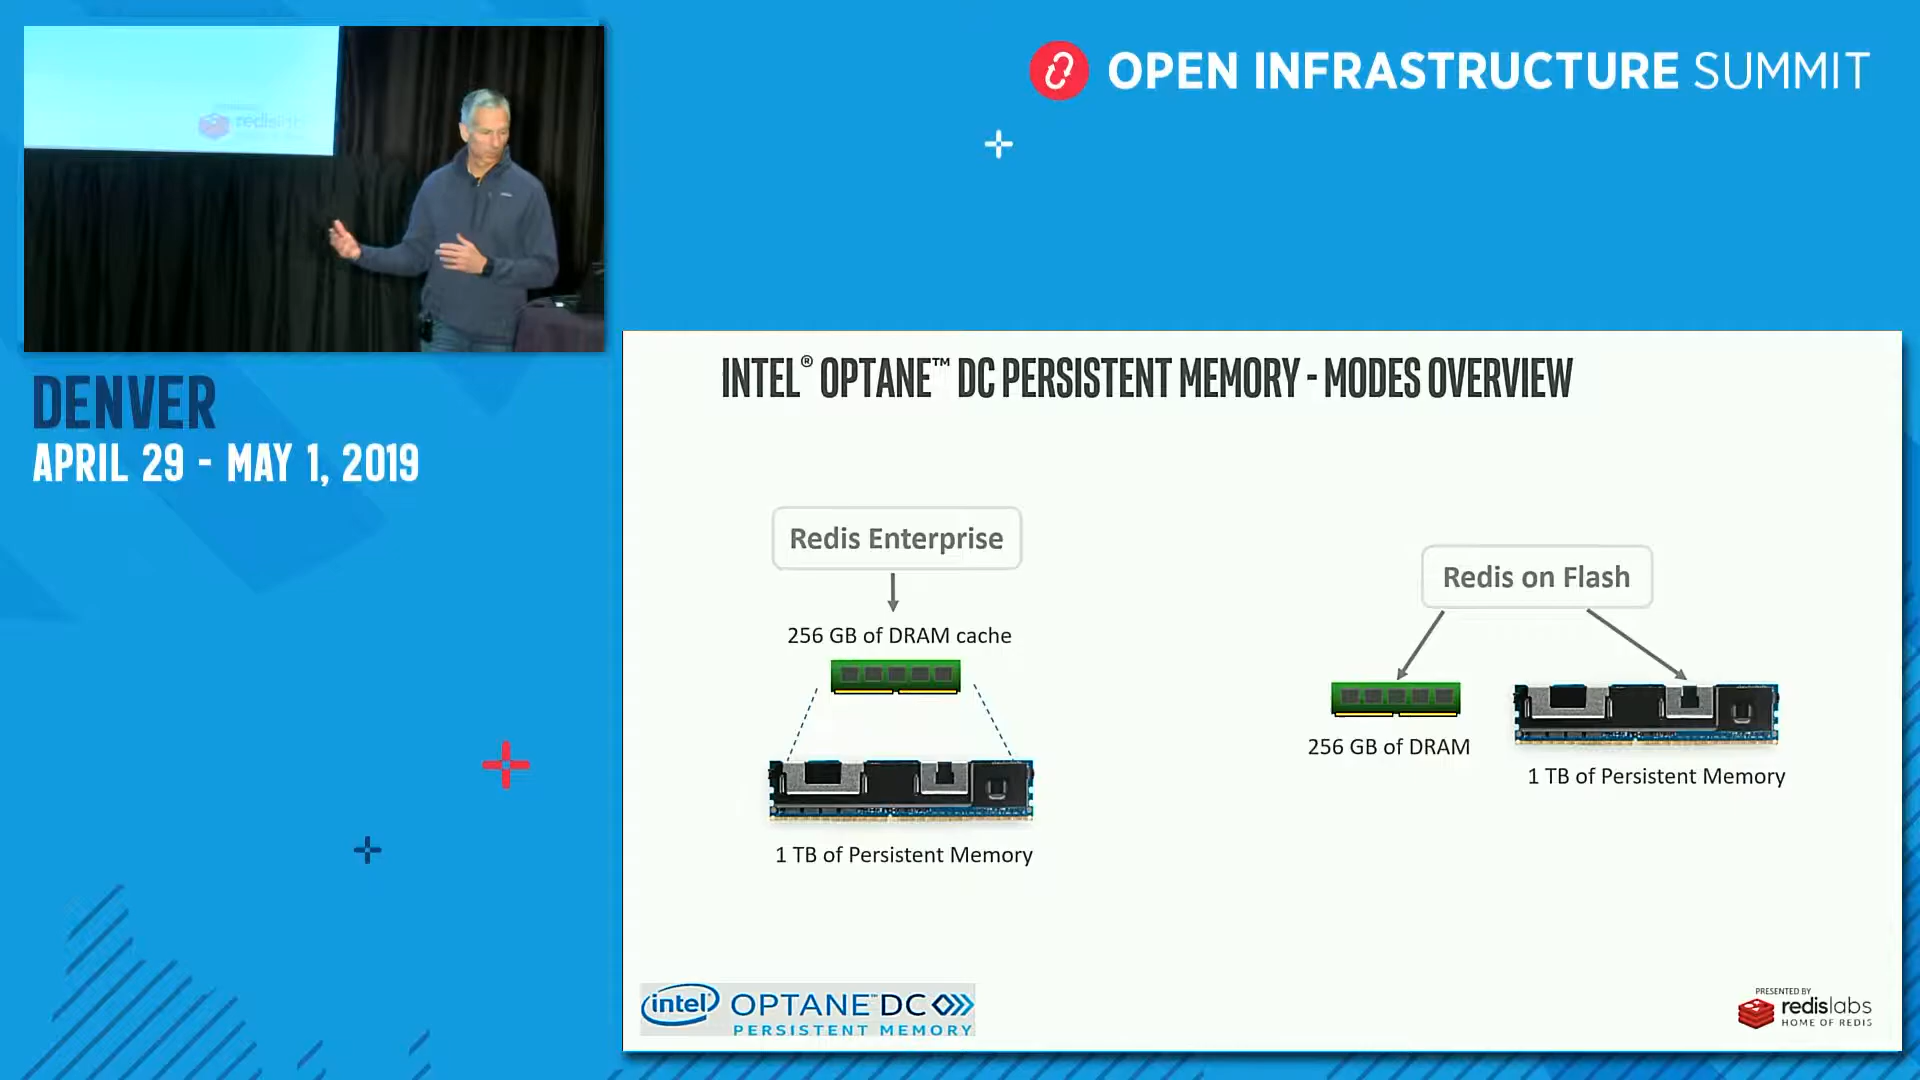 OPEN INFRASTRUCTURE SUMMIT
redislabs
DENVER
APRIL 29 - MAY 1, 2019
INTEL® OPTANE™ DC PERSISTENT MEMORY - MODES OVERVIEW
Redis Enterprise
256 GB of DRAM cache
1 TB of Persistent Memory
Redis on Flash
256 GB of DRAM
1 TB of Persistent Memory
intel OPTANE™ DC
PERSISTENT MEMORY
PRESENTED BY
redislabs
HOME OF REDIS